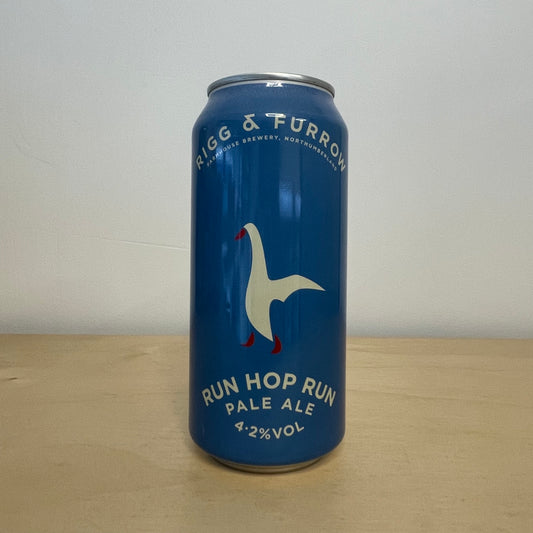 RIGG & FURROW
FARMHOUSE BREWERY, NORTHUMBERLAND
RUN HOP RUN
PALE ALE
4·2%VOL